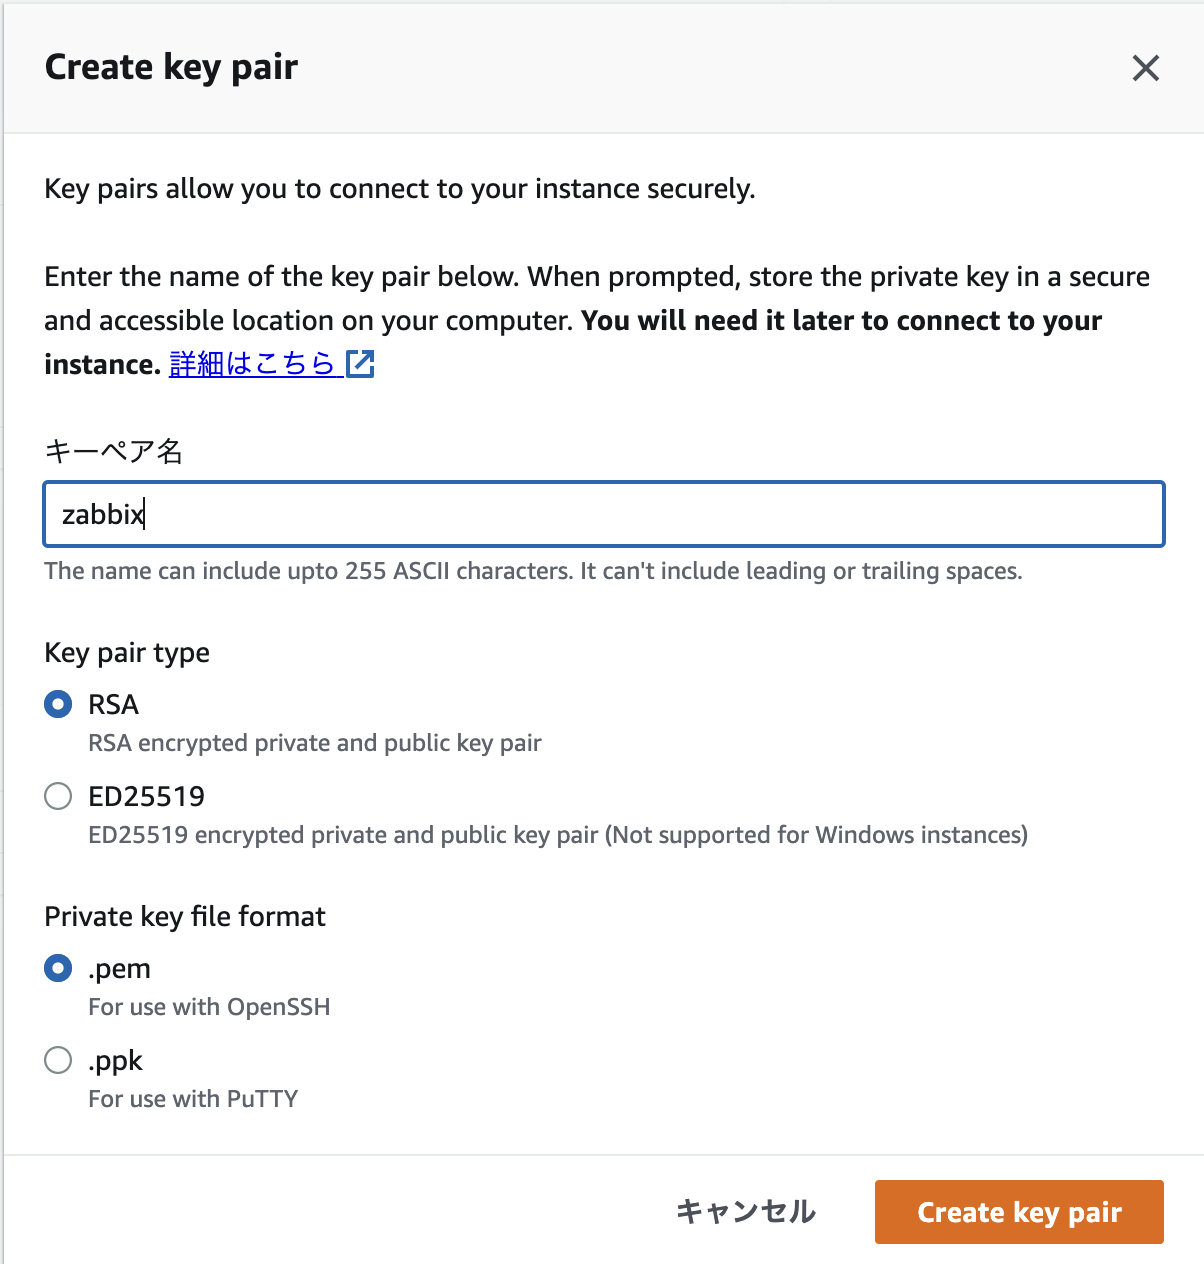 Create key pair
Key pairs allow you to connect to your instance securely.
Enter the name of the key pair below. When prompted, store the private key in a secure
and accessible location on your computer. You will need it later to connect to your
instance. 詳細はこちら
キーペア名
zabbix
The name can include upto 255 ASCII characters. It can't include leading or trailing spaces.
Key pair type
RSA
RSA encrypted private and public key pair
ED25519
ED25519 encrypted private and public key pair (Not supported for Windows instances)
Private key file format
.pem
For use with OpenSSH
.ppk
For use with PuTTY
キャンセル Create key pair